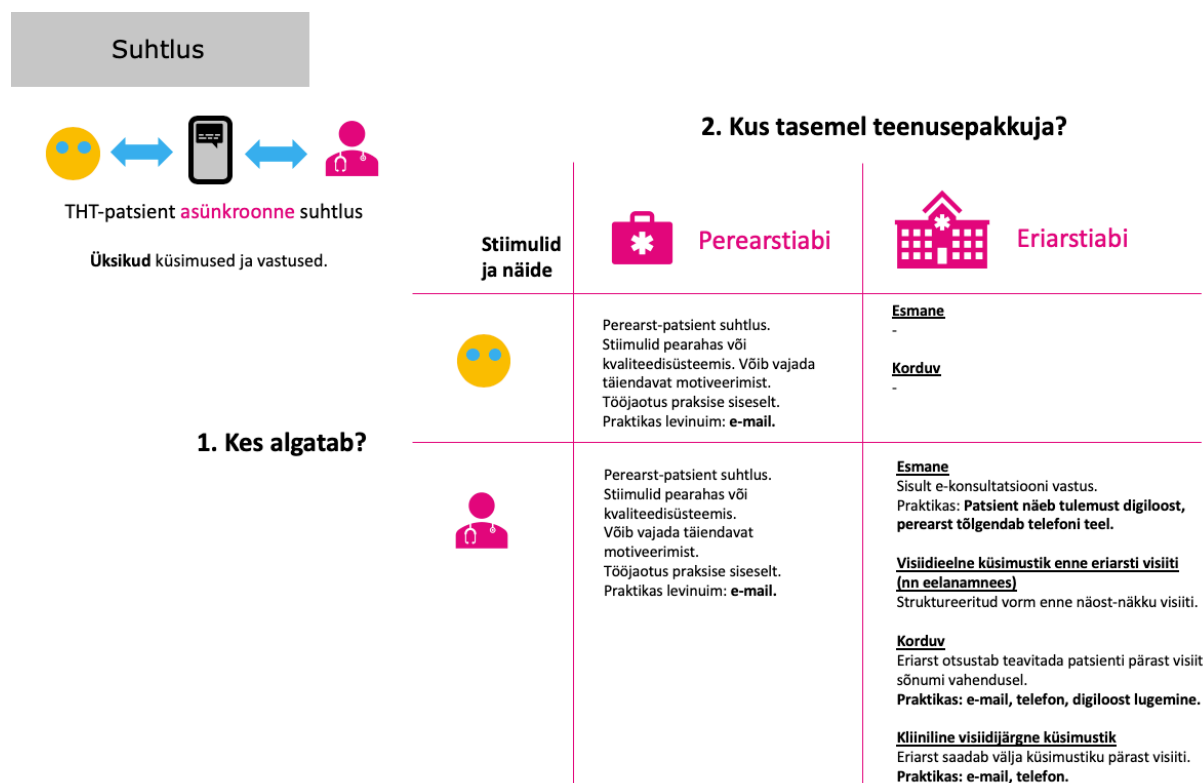 Suhtlus
THT-patsient asünkroonne suhtlus
Üksikud küsimused ja vastused.
2. Kus tasemel teenusepakkuja?
Stiimulid
ja näide
Perearstiabi
Eriarstiabi
1. Kes algatab?
Perearst-patsient suhtlus.
Stiimulid pearahas või
kvaliteedisüsteemis. Võib vajada
täiendavat motiveerimist.
Tööjaotus praksise siseselt.
Praktikas levinuim: e-mail.
Esmane
-
Korduv
-
Perearst-patsient suhtlus.
Stiimulid pearahas või
kvaliteedisüsteemis.
Võib vajada täiendavat
motiveerimist.
Tööjaotus praksise siseselt.
Praktikas levinuim: e-mail.
Esmane
Sisult e-konsultatsiooni vastus.
Praktikas: Patsient näeb tulemust digiloost,
perearst tõlgendab telefoni teel.
Visiidieelne küsimustik enne eriarsti visiiti
(nn eelanamnees)
Struktureeritud vorm enne näost-näkku visiiti.
Korduv
Eriarst otsustab teavitada patsienti pärast visiit
sõnumi vahendusel.
Praktikas: e-mail, telefon, digiloost lugemine.
Kliiniline visiidijärgne küsimustik
Eriarst saadab välja küsimustiku pärast visiiti.
Praktikas: e-mail, telefon.